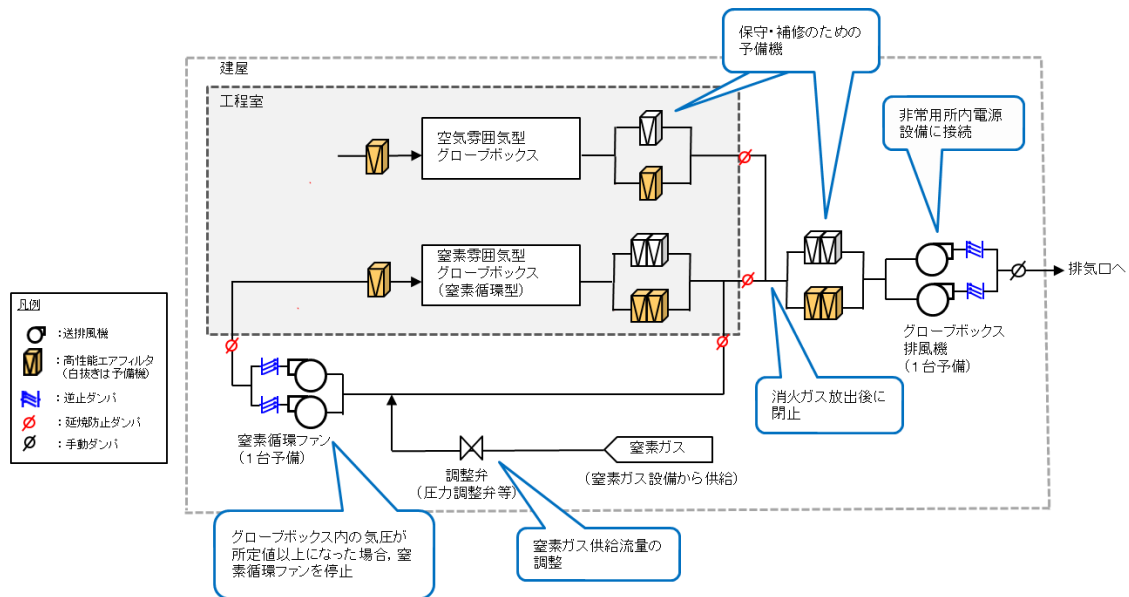 保守・補修のための
予備機
建屋
工程室
非常用所内電源
設備に接続
空気雰囲気型
グローブボックス
窒素雰囲気型
グローブボックス
(窒素循環型)
排気口へ
凡例
:送排風機
:高性能エアフィルタ
(白抜きは予備機)
:逆止ダンパ
:延焼防止ダンパ
:手動ダンパ
グローブボックス
排風機
(1台予備)
消火ガス放出後に
閉止
窒素循環ファン
(1台予備)
調整弁
(圧力調整弁等)
窒素ガス
(窒素ガス設備から供給)
グローブボックス内の気圧が
所定値以上になった場合,窒
素循環ファンを停止
窒素ガス供給流量の
調整